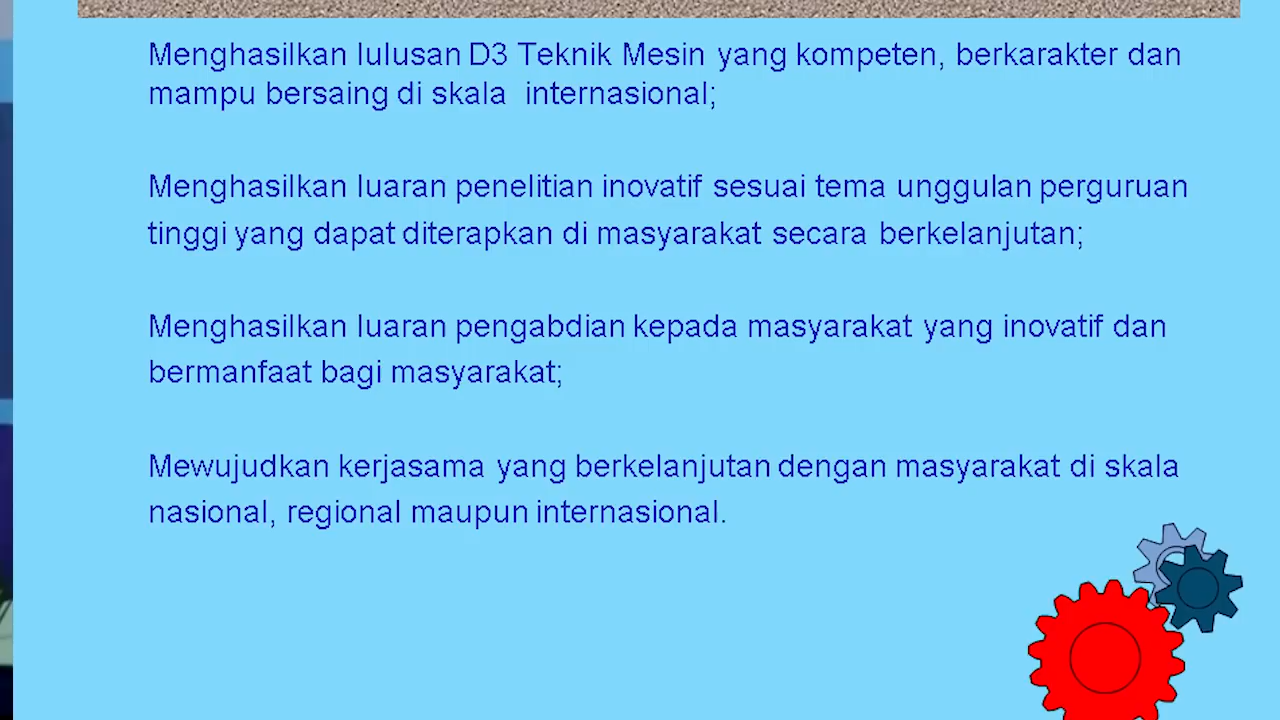 Menghasilkan lulusan D3 Teknik Mesin yang kompeten, berkarakter dan
mampu bersaing di skala internasional;
Menghasilkan luaran penelitian inovatif sesuai tema unggulan perguruan
tinggi yang dapat diterapkan di masyarakat secara berkelanjutan;
Menghasilkan luaran pengabdian kepada masyarakat yang inovatif dan
bermanfaat bagi masyarakat;
Mewujudkan kerjasama yang berkelanjutan dengan masyarakat di skala
nasional, regional maupun internasional.